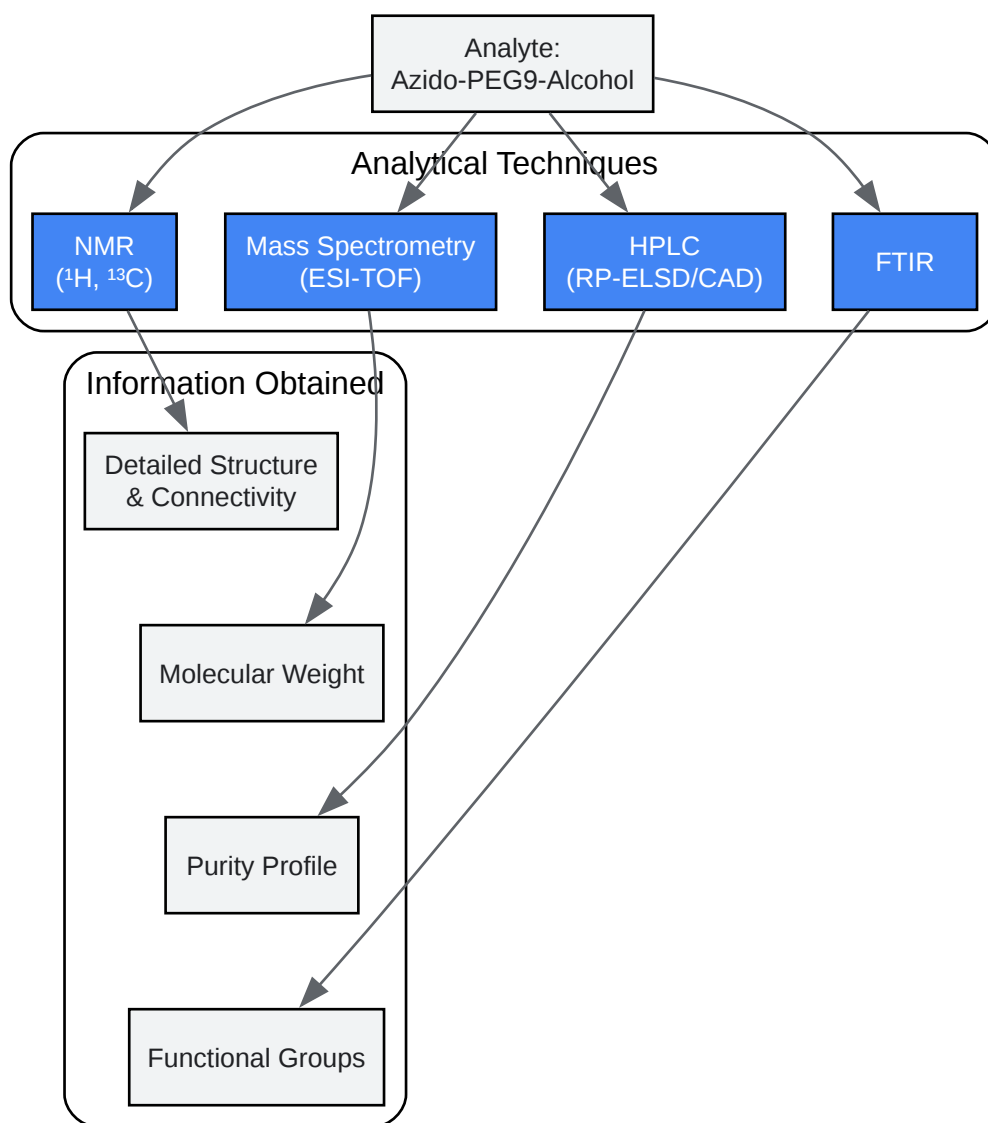 Analyte:
Azido-PEG9-Alcohol
Analytical Techniques
NMR
(¹H, ¹³C)
Mass Spectrometry
(ESI-TOF)
HPLC
(RP-ELSD/CAD)
FTIR
Information Obtained
Detailed Structure
& Connectivity
Molecular Weight
Purity Profile
Functional Groups